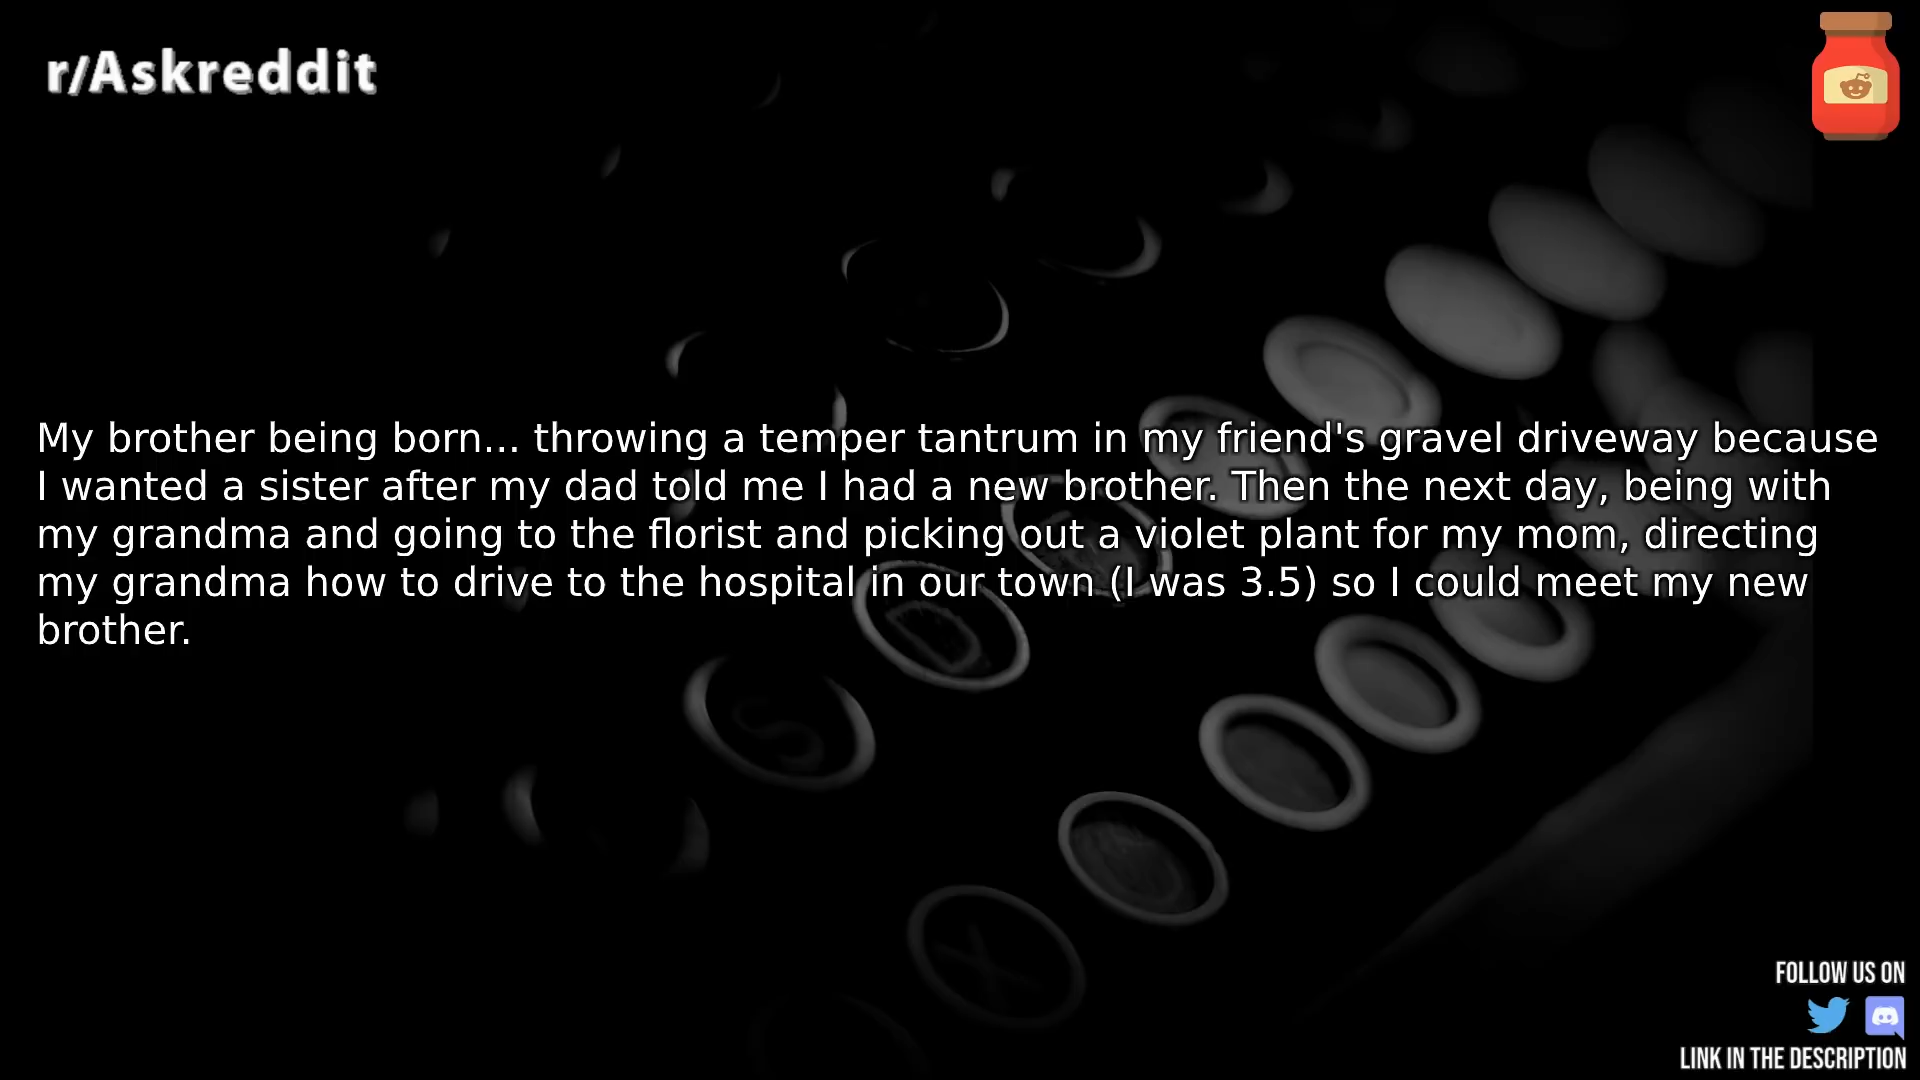 r/Askreddit
My brother being born... throwing a temper tantrum in my friend's gravel driveway because
I wanted a sister after my dad told me I had a new brother. Then the next day, being with
my grandma and going to the florist and picking out a violet plant for my mom, directing
my grandma how to drive to the hospital in our town (I was 3.5) so I could meet my new
brother.
D
S
X
FOLLOW US ON
LINK IN THE DESCRIPTION